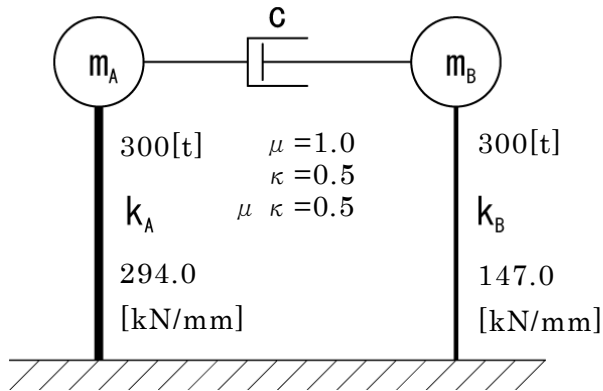 c
m_A
m_B
300[t]
μ =1.0
300[t]
κ =0.5
μ κ =0.5
k_A
k_B
294.0
147.0
[kN/mm]
[kN/mm]